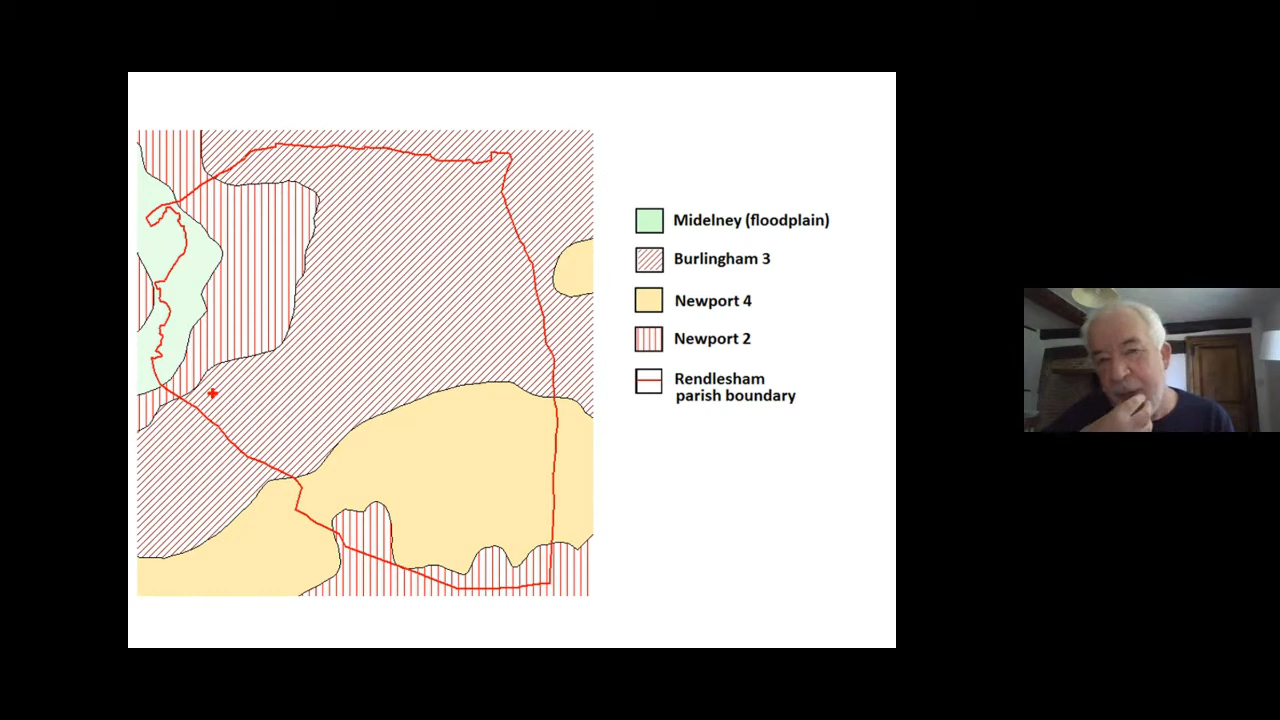 Midelney (floodplain)
Burlingham 3
Newport 4
Newport 2
Rendlesham
parish boundary